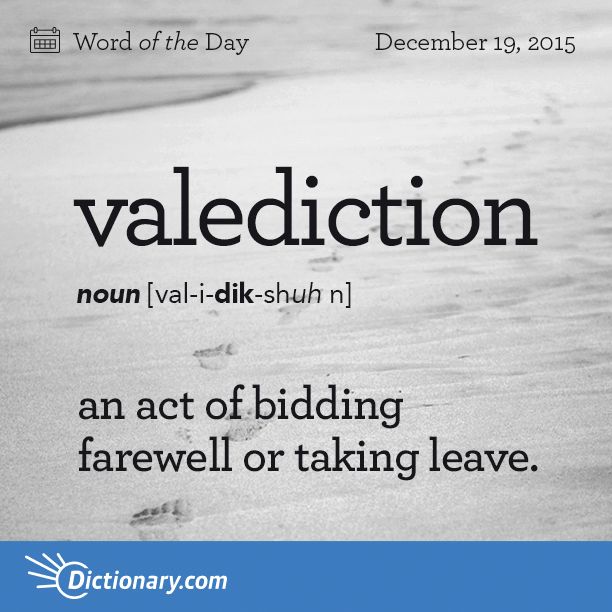 Word of the Day
December 19, 2015
valediction
noun [val-i-dik-shuh n]
an act of bidding
farewell or taking leave.
Dictionary.com